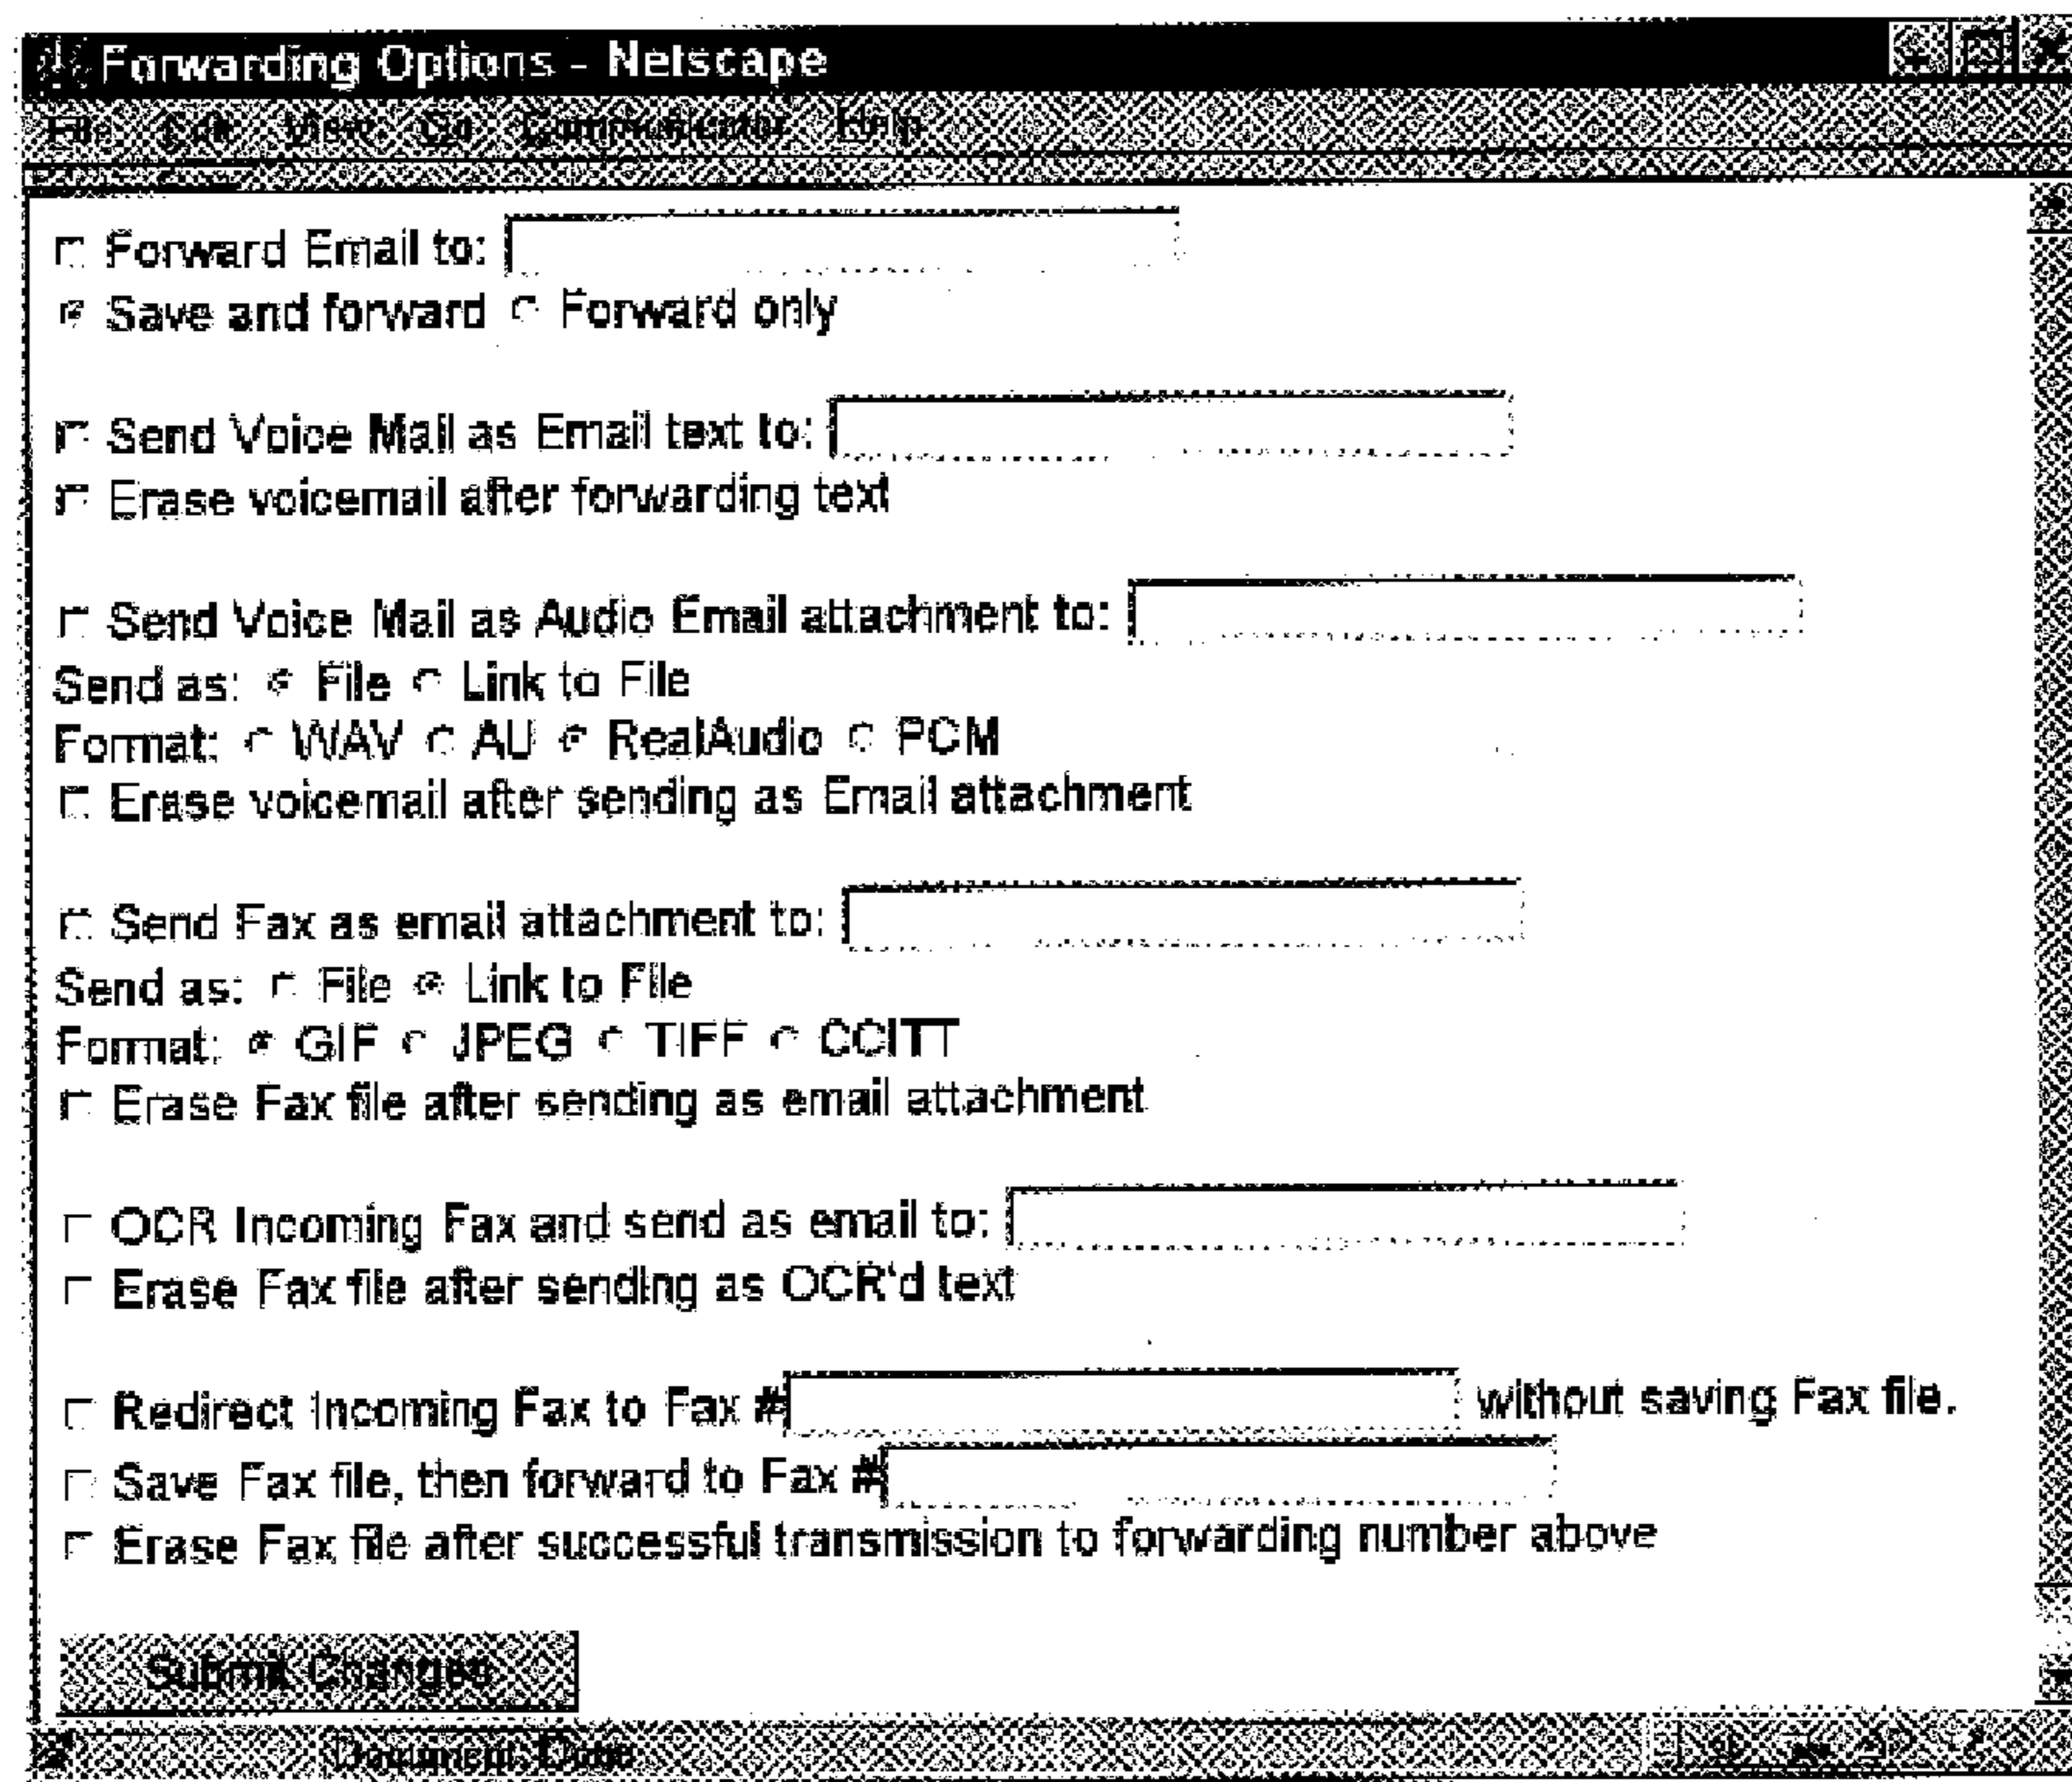 Forwarding Options - Netscape
File Edit View Go Communicator Help
Forward Email to:
Save and forward Forward only
Send Voice Mail as Email text to:
Erase voicemail after forwarding text
Send Voice Mail as Audio Email attachment to:
Send as: File Link to File
Format: WAV AU RealAudio PCM
Erase voicemail after sending as Email attachment
Send Fax as email attachment to:
Send as: File Link to File
Format: GIF JPEG TIFF CCITT
Erase Fax file after sending as email attachment
OCR Incoming Fax and send as email to:
Erase Fax file after sending as OCR'd text
Redirect Incoming Fax to Fax # without saving Fax file.
Save Fax file, then forward to Fax #
Erase Fax file after successful transmission to forwarding number above
Submit Changes
Document: Done